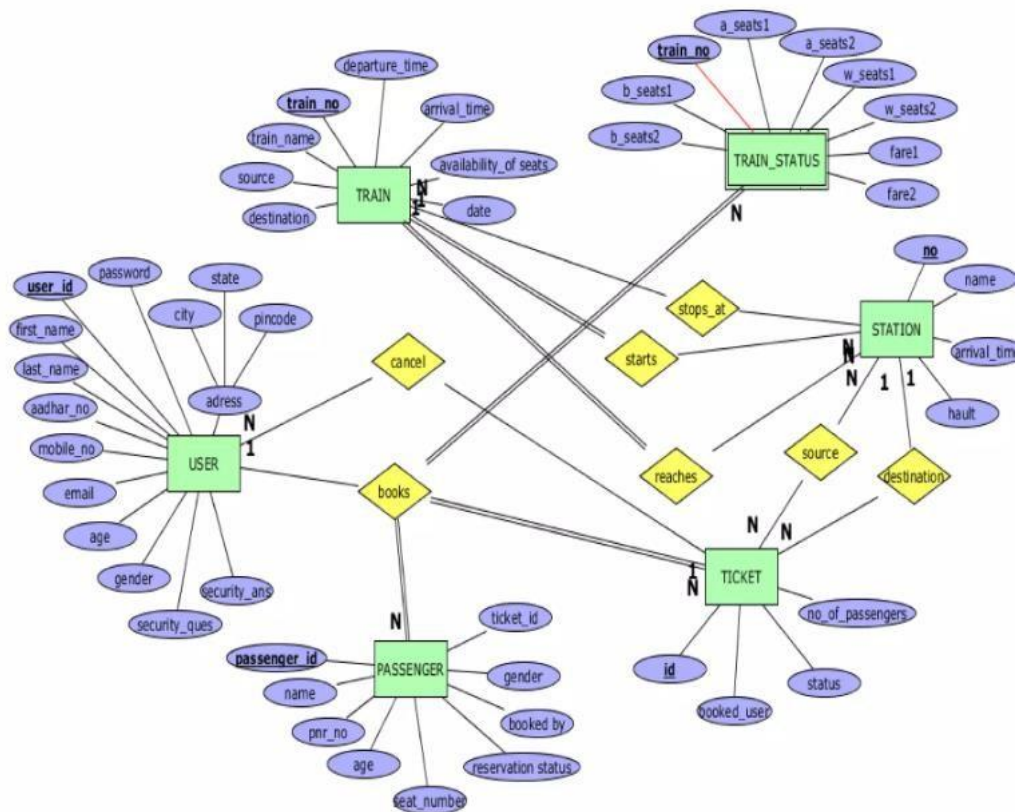 a_seats1
train_no
a_seats2
departure_time
w_seats1
train_no
b_seats1
arrival_time
w_seats2
train_name
b_seats2
TRAIN_STATUS
fare1
availability_of seats
source
TRAIN
N
1
1
fare2
destination
date
N
no
state
name
user_id
password
stops_at
STATION
city
pincode
first_name
cancel
starts
arrival_time
N
N
last_name
N
1
1
adress
hault
aadhar_no
N
1
source
mobile_no
USER
reaches
destination
email
books
age
N
N
TICKET
1
N
gender
security_ans
no_of_passengers
security_ques
ticket_id
N
passenger_id
PASSENGER
gender
id
status
name
booked_user
booked by
pnr_no
age
reservation status
seat_number